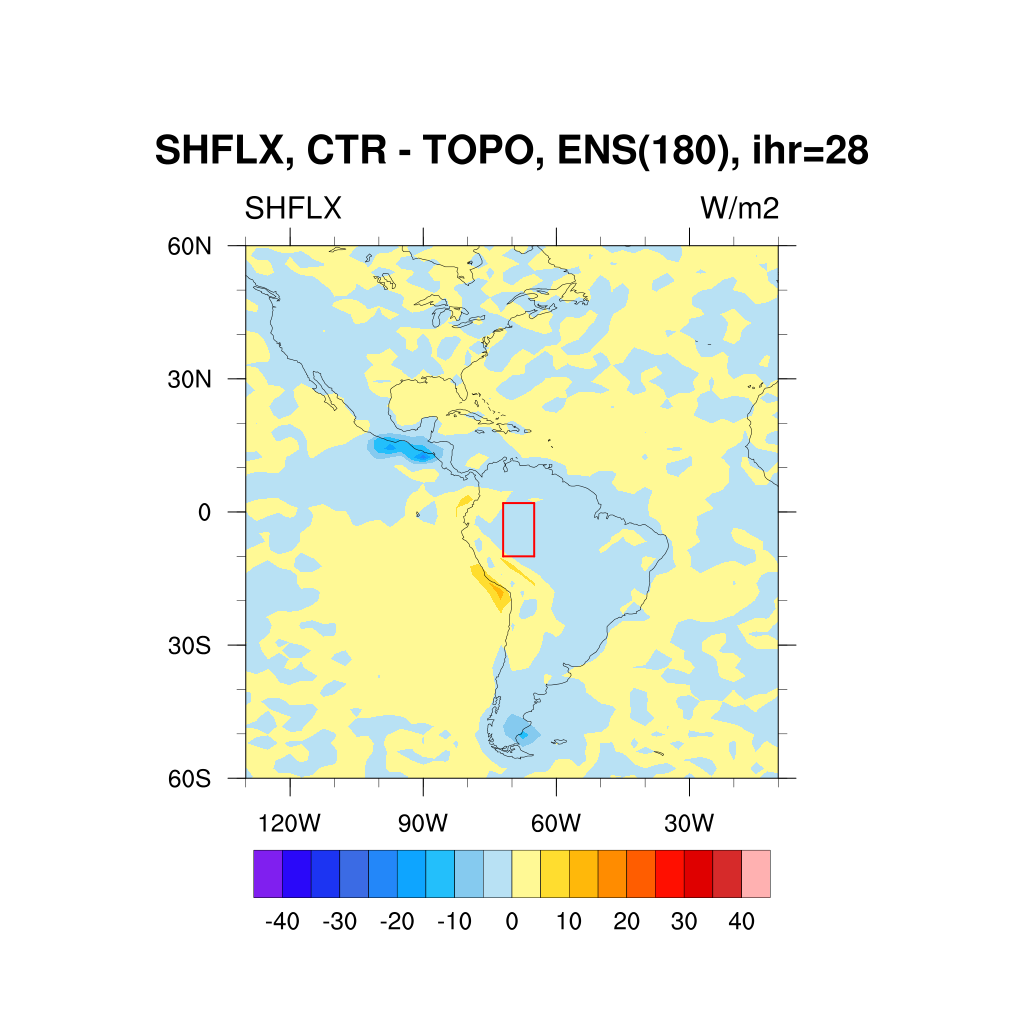 SHFLX, CTR - TOPO, ENS(180), ihr=28
SHFLX W/m2
60N
30N
0
30S
60S
120W 90W 60W 30W
-40 -30 -20 -10 0 10 20 30 40